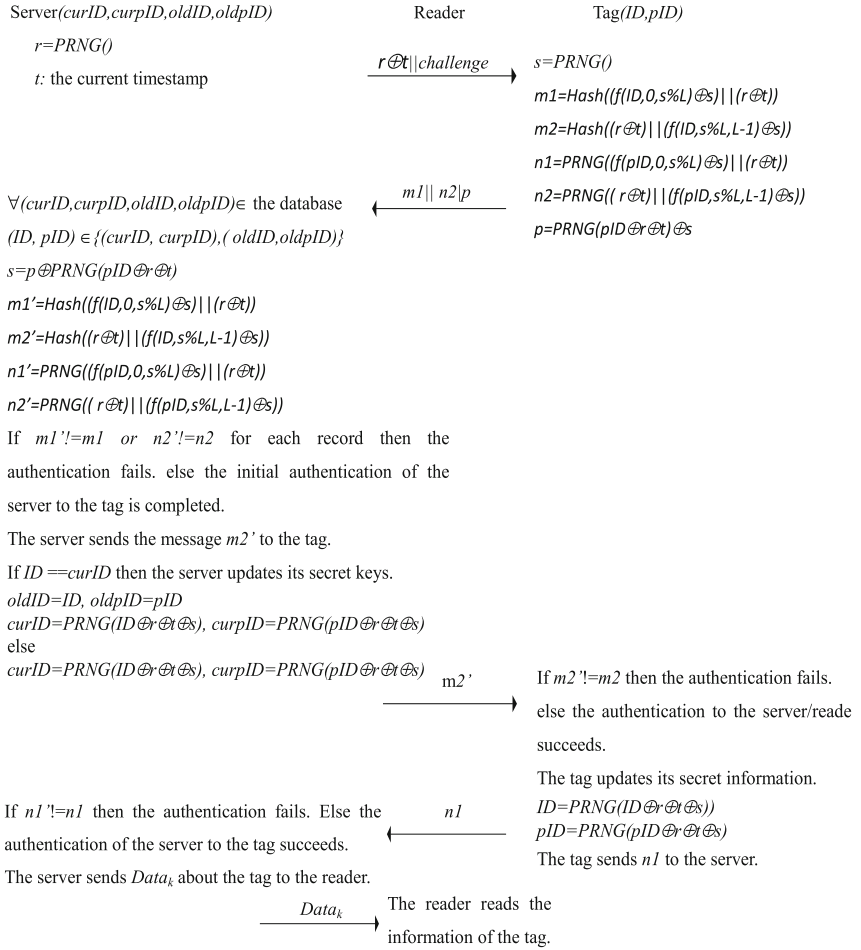 Server(curID,curpID,oldID,oldpID)
Reader
Tag(ID,pID)
r=PRNG()
t: the current timestamp
r⊕t||challenge
s=PRNG()
m1=Hash((f(ID,0,s%L)⊕s)||(r⊕t))
m2=Hash((r⊕t)||(f(ID,s%L,L-1)⊕s))
n1=PRNG((f(pID,0,s%L)⊕s)||(r⊕t))
n2=PRNG(( r⊕t)||(f(pID,s%L,L-1)⊕s))
p=PRNG(pID⊕r⊕t)⊕s
m1|| n2|p
∀(curID,curpID,oldID,oldpID)∈ the database
(ID, pID) ∈{(curID, curpID),( oldID,oldpID)}
s=p⊕PRNG(pID⊕r⊕t)
m1'=Hash((f(ID,0,s%L)⊕s)||(r⊕t))
m2'=Hash((r⊕t)||(f(ID,s%L,L-1)⊕s))
n1'=PRNG((f(pID,0,s%L)⊕s)||(r⊕t))
n2'=PRNG(( r⊕t)||(f(pID,s%L,L-1)⊕s))
If m1'!=m1 or n2'!=n2 for each record then the
authentication fails. else the initial authentication of the
server to the tag is completed.
The server sends the message m2' to the tag.
If ID ==curID then the server updates its secret keys.
oldID=ID, oldpID=pID
curID=PRNG(ID⊕r⊕t⊕s), curpID=PRNG(pID⊕r⊕t⊕s)
else
curID=PRNG(ID⊕r⊕t⊕s), curpID=PRNG(pID⊕r⊕t⊕s)
m2'
If m2'!=m2 then the authentication fails.
else the authentication to the server/reade
succeeds.
The tag updates its secret information.
ID=PRNG(ID⊕r⊕t⊕s))
pID=PRNG(pID⊕r⊕t⊕s)
The tag sends n1 to the server.
n1
If n1'!=n1 then the authentication fails. Else the
authentication of the server to the tag succeeds.
The server sends Datak about the tag to the reader.
Datak
The reader reads the
information of the tag.